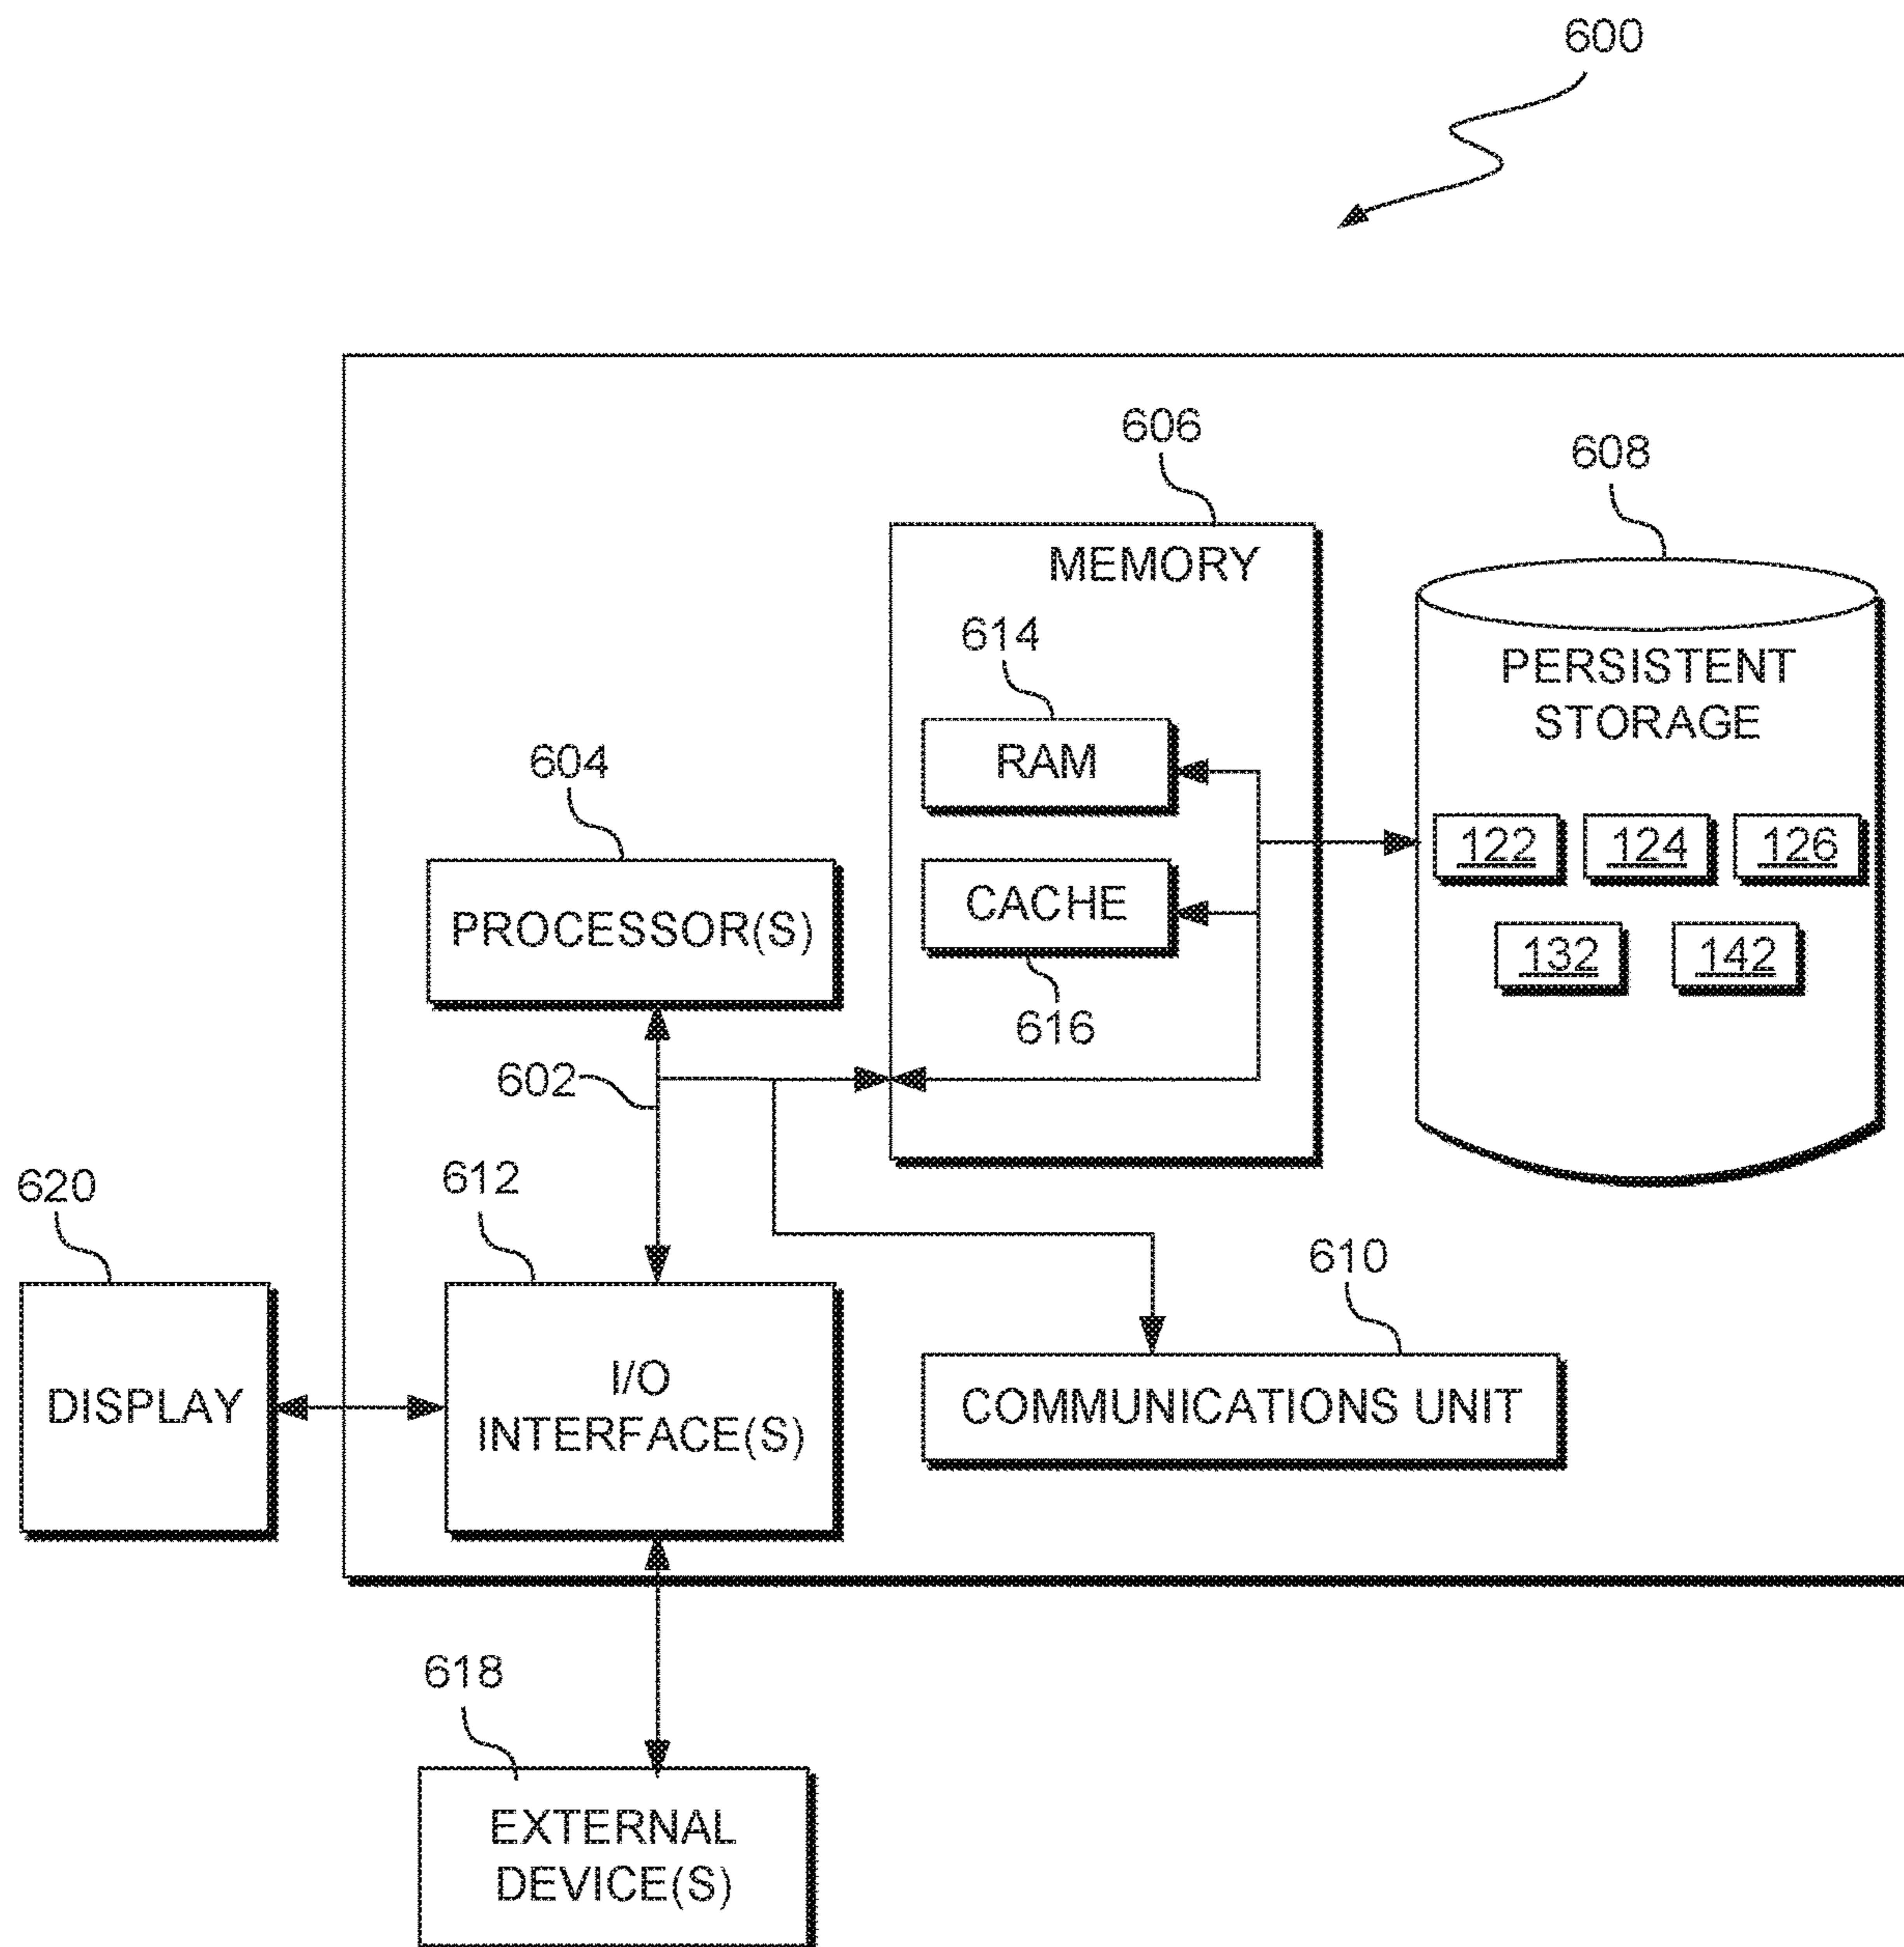 600
606
608
MEMORY
614
PERSISTENT
STORAGE
RAM
604
122 124 126
CACHE
PROCESSOR(S)
132 142
616
602
620
612
610
I/O
INTERFACE(S)
DISPLAY
COMMUNICATIONS UNIT
618
EXTERNAL
DEVICE(S)